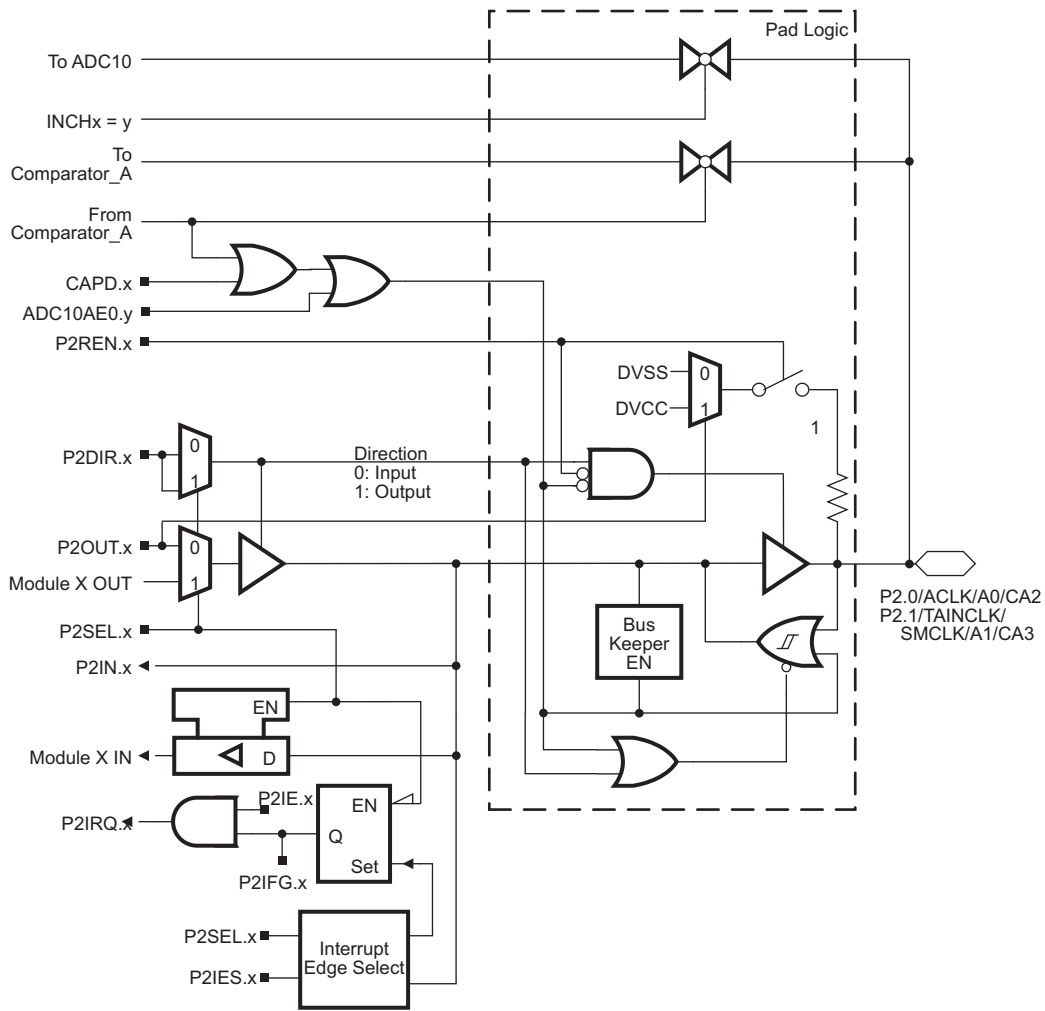 Pad Logic
To ADC10
INCHx = y
To
Comparator_A
From
Comparator_A
CAPD.x
ADC10AE0.y
P2REN.x
DVSS
0
DVCC
1
1
P2DIR.x
0
1
Direction
0: Input
1: Output
P2OUT.x
0
Module X OUT
1
P2SEL.x
P2IN.x
Bus
Keeper
EN
P2.0/ACLK/A0/CA2
P2.1/TAINCLK/
SMCLK/A1/CA3
EN
Module X IN
D
P2IE.x
EN
P2IRQ.x
Q
Set
P2IFG.x
P2SEL.x
P2IES.x
Interrupt
Edge Select